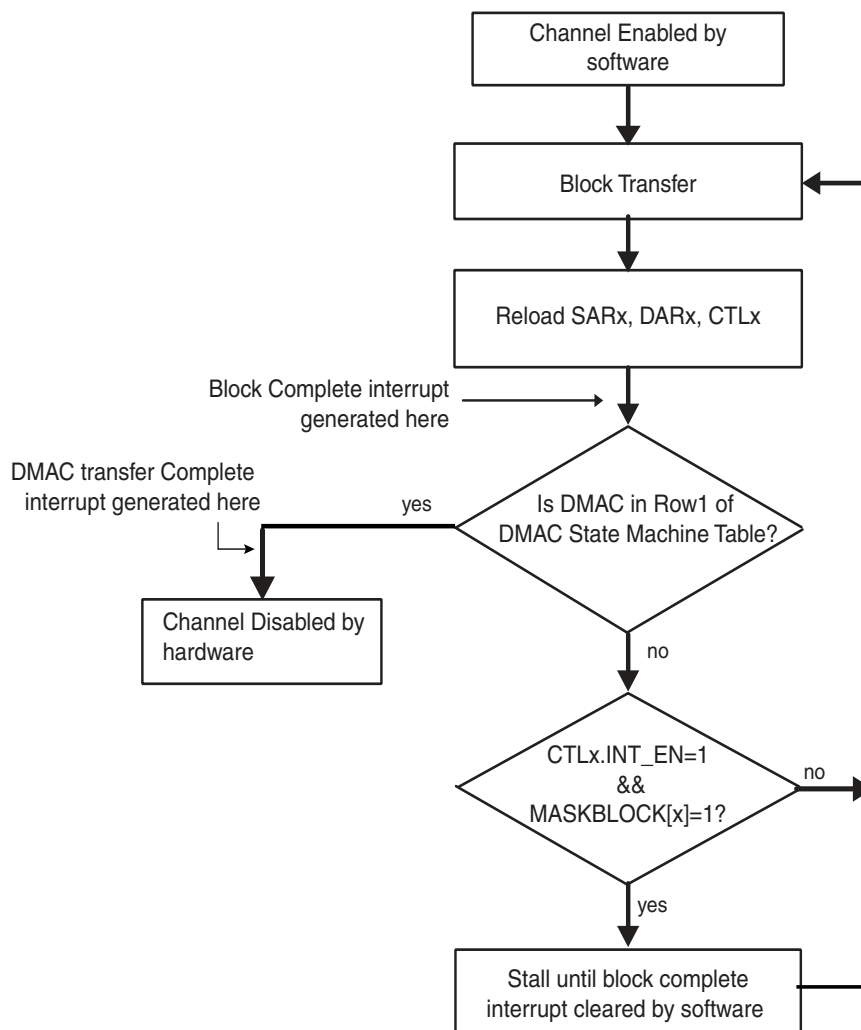 Channel Enabled by
software
Block Transfer
Reload SARx, DARx, CTLx
Block Complete interrupt
generated here
DMAC transfer Complete
interrupt generated here
yes
Is DMAC in Row1 of
DMAC State Machine Table?
Channel Disabled by
hardware
no
CTLx.INT_EN=1
&&
MASKBLOCK[x]=1?
no
yes
Stall until block complete
interrupt cleared by software